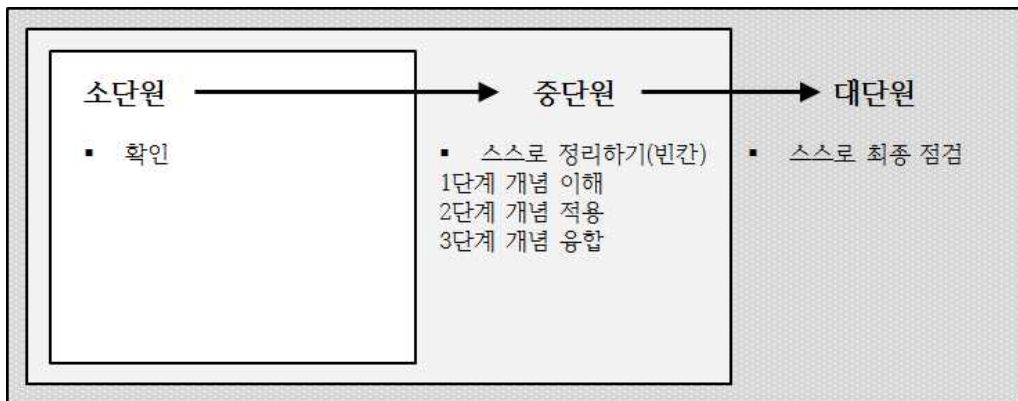 소단원
▪ 확인
중단원
▪ 스스로 정리하기(빈칸)
1단계 개념 이해
2단계 개념 적용
3단계 개념 융합
대단원
▪ 스스로 최종 점검